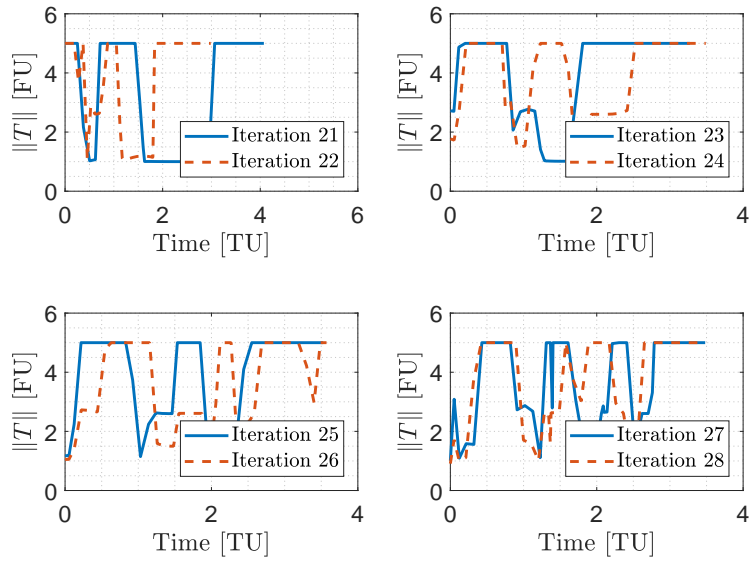 6
4
2
0
‖T‖ [FU]
Iteration 21
Iteration 22
0 2 4 6
Time [TU]
6
4
2
0
‖T‖ [FU]
Iteration 23
Iteration 24
0 2 4
Time [TU]
6
4
2
0
‖T‖ [FU]
Iteration 25
Iteration 26
0 2 4
Time [TU]
6
4
2
0
‖T‖ [FU]
Iteration 27
Iteration 28
0 2 4
Time [TU]